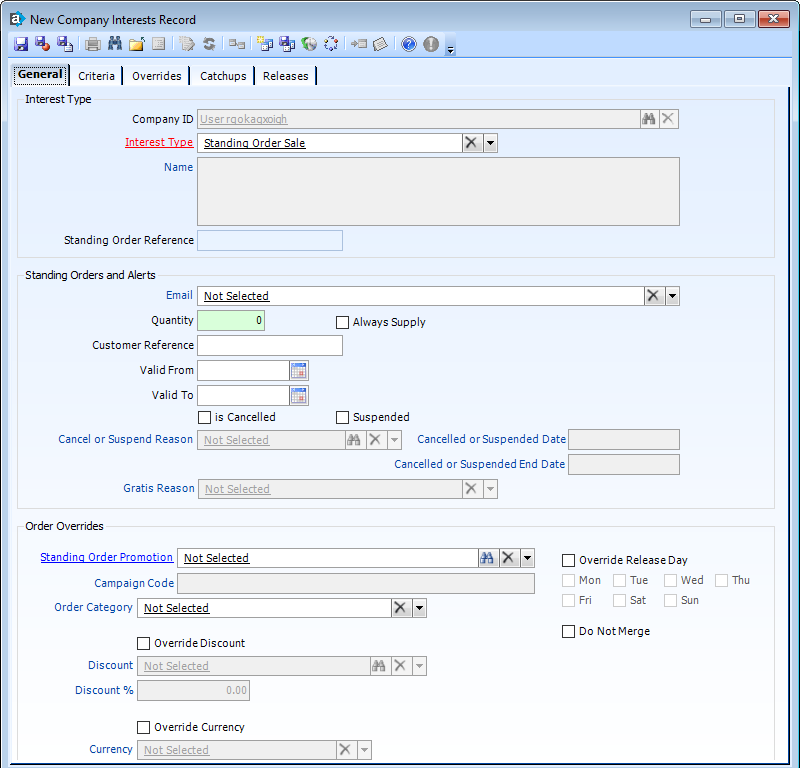 New Company Interests Record
General Criteria Overrides Catchups Releases
Interest Type
Company ID User rqokaqxoigh
Interest Type Standing Order Sale
Name
Standing Order Reference
Standing Orders and Alerts
Email Not Selected
Quantity 0 Always Supply
Customer Reference
Valid From
Valid To
is Cancelled Suspended
Cancel or Suspend Reason Not Selected Cancelled or Suspended Date
Cancelled or Suspended End Date
Gratis Reason Not Selected
Order Overrides
Standing Order Promotion Not Selected Override Release Day
Campaign Code Mon Tue Wed Thu
Order Category Not Selected Fri Sat Sun
Do Not Merge
Override Discount
Discount Not Selected
Discount % 0.00
Override Currency
Currency Not Selected